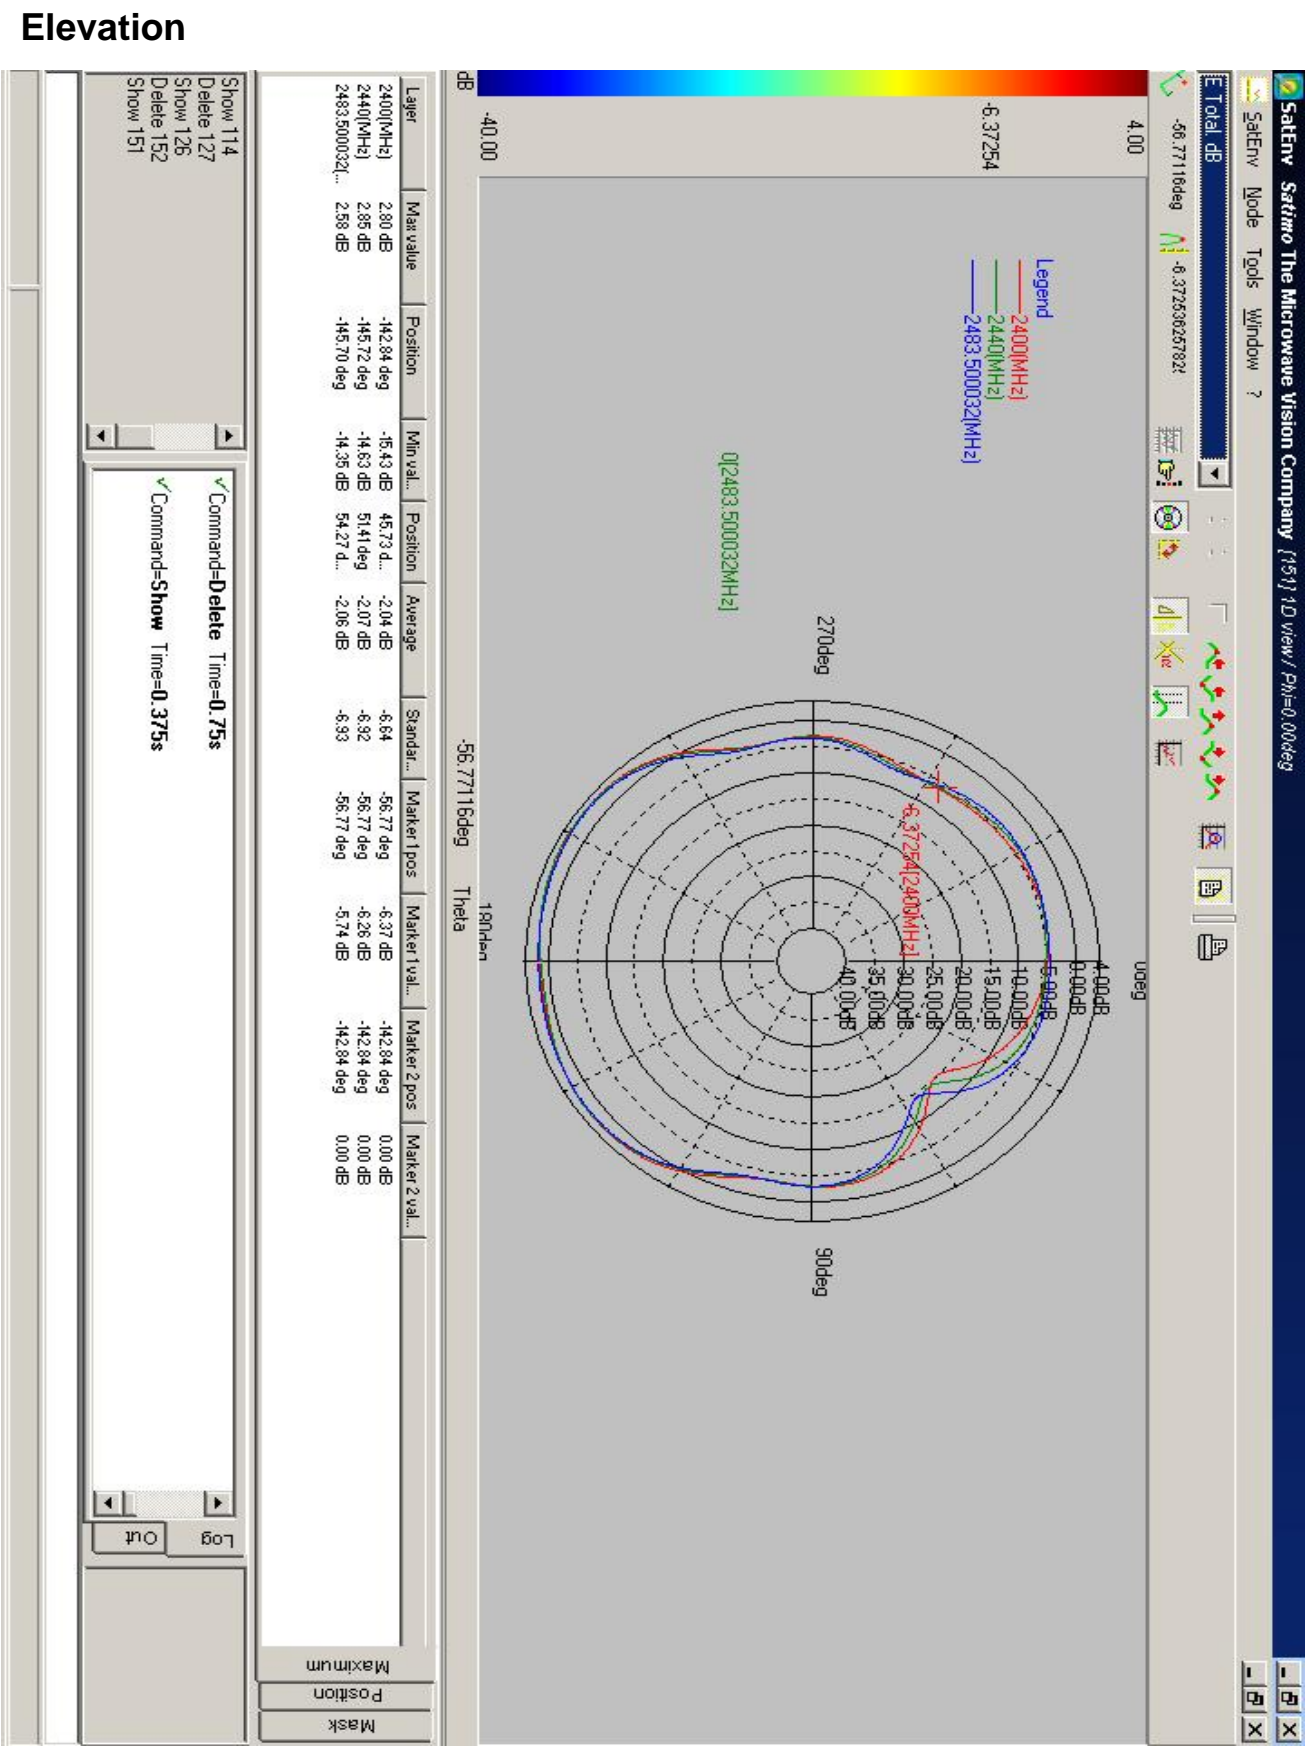 Elevation
SatEnv Satimo The Microwave Vision Company [151] 1D view / Phi=0.00deg
SatEnv Node Tools Window ?
E Total. dB
-56.77116deg -6.37253625782
4.00
-6.37254
-40.00
dB
Legend
2400(MHz)
2440(MHz)
2483.500032(MHz)
0[2483.500032MHz]
-6.37254[2400MHz]
0deg
270deg
90deg
180deg
4.00dB
0.00dB
-5.00dB
-10.00dB
-15.00dB
-20.00dB
-25.00dB
-30.00dB
-35.00dB
-40.00dB
-56.77116deg Theta
Layer Max value Position Min val... Position Average Standar... Marker 1 pos Marker 1 val... Marker 2 pos Marker 2 val...
2400(MHz) 2.80 dB -142.84 deg -15.43 dB 45.73 d... -2.04 dB -6.64 -56.77 deg -6.37 dB -142.84 deg 0.00 dB
2440(MHz) 2.85 dB -145.72 deg -14.63 dB 51.41 deg -2.07 dB -6.92 -56.77 deg -6.26 dB -142.84 deg 0.00 dB
2483.500032(... 2.58 dB -145.70 deg -14.35 dB 54.27 d... -2.06 dB -6.93 -56.77 deg -5.74 dB -142.84 deg 0.00 dB
Maximum
Position
Mask
Show 114
Delete 127
Show 126
Delete 152
Show 151
Command=Delete Time=0.75s
Command=Show Time=0.375s
Log
Out